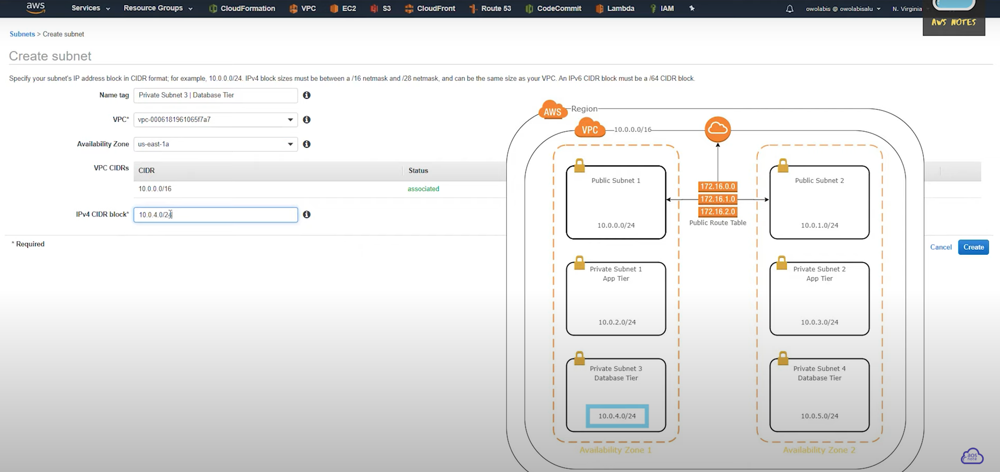 aws
Services
Resource Groups
CloudFormation
VPC
EC2
S3
CloudFront
Route 53
CodeCommit
Lambda
IAM
owolabis @ owolabisalu
N. Virginia
AWS NOTES
Subnets > Create subnet
Create subnet
Specify your subnet's IP address block in CIDR format; for example, 10.0.0.0/24. IPv4 block sizes must be between a /16 netmask and /28 netmask, and can be the same size as your VPC. An IPv6 CIDR block must be a /64 CIDR block.
Name tag
Private Subnet 3 | Database Tier
VPC*
vpc-0006181961065f7a7
Availability Zone
us-east-1a
VPC CIDRs
CIDR
Status
10.0.0.0/16
associated
IPv4 CIDR block*
10.0.4.0/24
* Required
Cancel
Create
AWS
Region
VPC
10.0.0.0/16
Public Subnet 1
10.0.0.0/24
172.16.0.0
172.16.1.0
172.16.2.0
Public Route Table
Public Subnet 2
10.0.1.0/24
Private Subnet 1
App Tier
10.0.2.0/24
Private Subnet 2
App Tier
10.0.3.0/24
Private Subnet 3
Database Tier
10.0.4.0/24
Private Subnet 4
Database Tier
10.0.5.0/24
Availability Zone 1
Availability Zone 2
aos
note